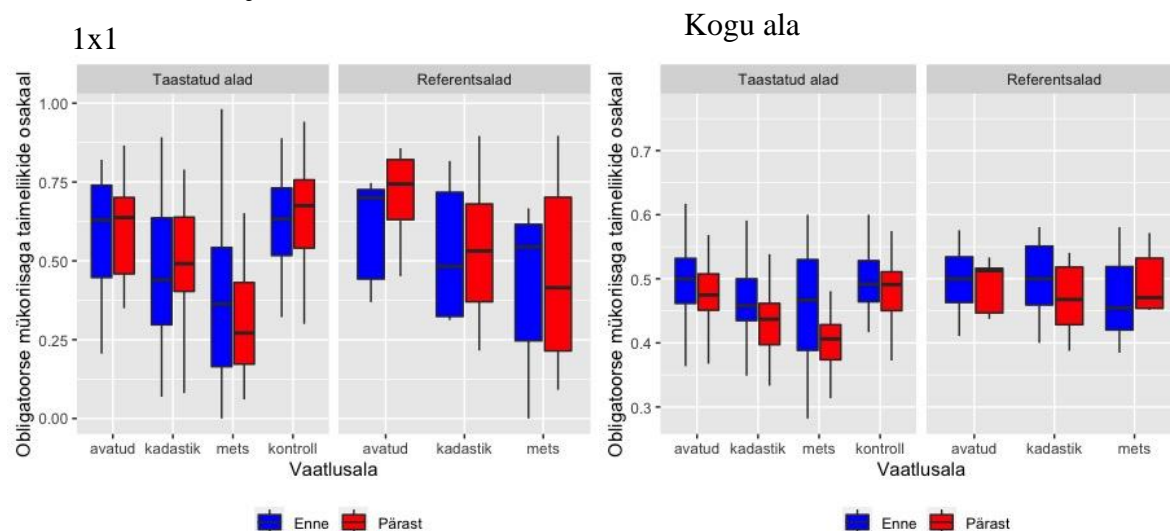 1x1
Kogu ala
Obligatoorse mükoriisaga taimeliikide osakaal
Taastatud alad
Referentsalad
1.00
0.75
0.50
0.25
0.00
avatud kadastik mets kontroll
avatud kadastik mets
Vaatlusala
Enne Pärast
Obligatoorse mükoriisaga taimeliikide osakaal
Taastatud alad
Referentsalad
0.7
0.6
0.5
0.4
0.3
avatud kadastik mets kontroll
avatud kadastik mets
Vaatlusala
Enne Pärast